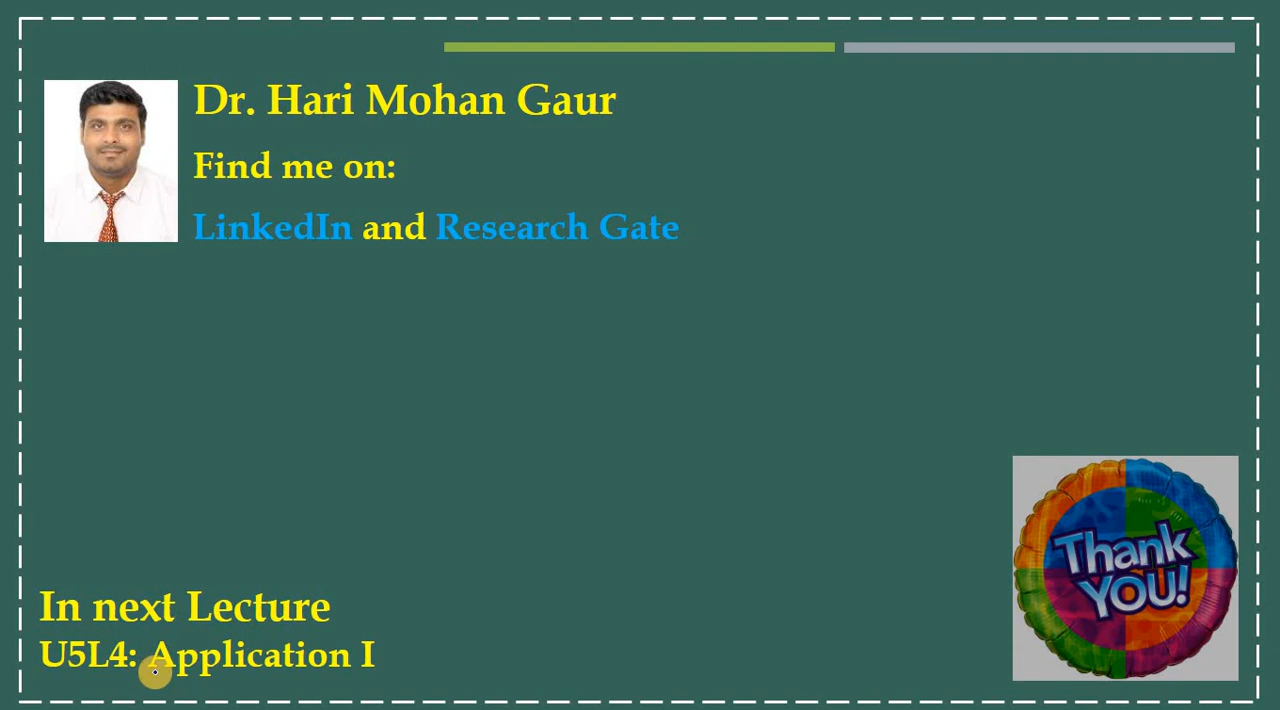 Dr. Hari Mohan Gaur
Find me on:
LinkedIn and Research Gate
Thank
YOU!
In next Lecture
U5L4: Application I